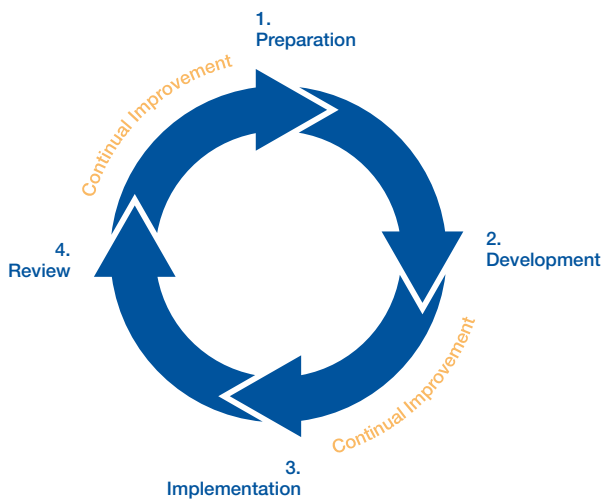 1.
Preparation
Continual Improvement
2.
Development
4.
Review
Continual Improvement
3.
Implementation